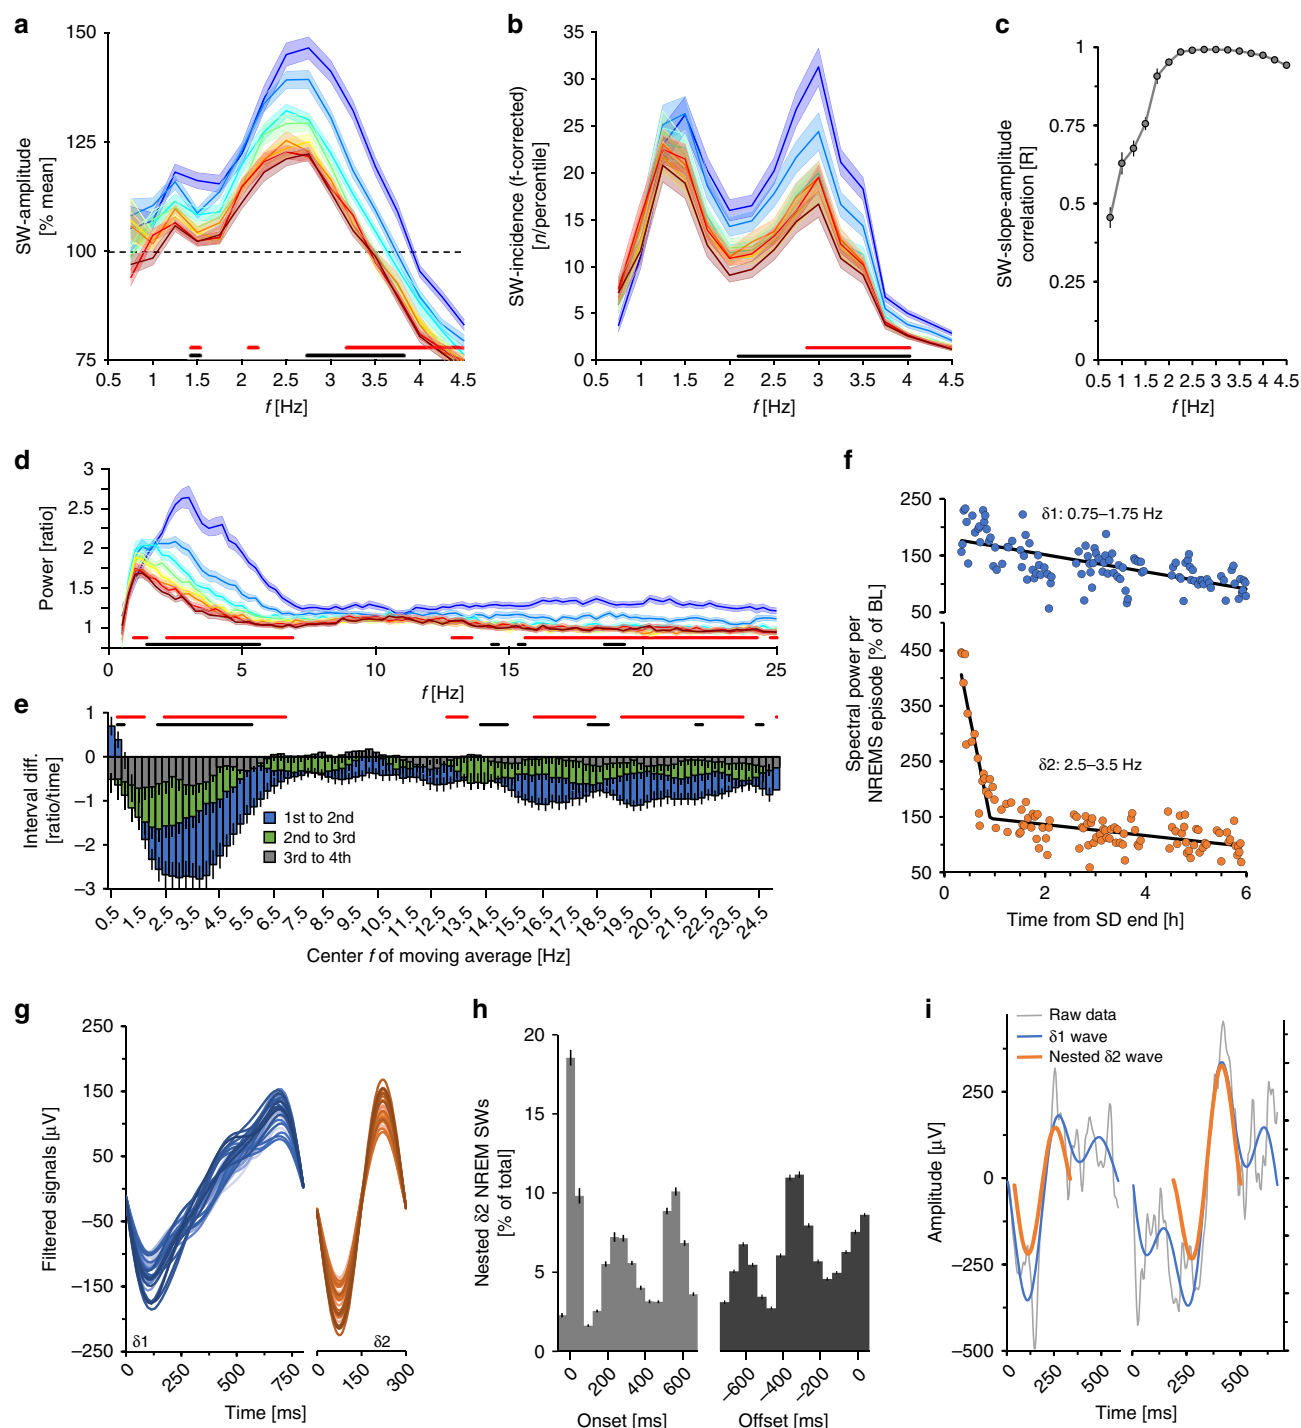 a
150
125
100
75
SW-amplitude
[% mean]
0.5 1 1.5 2 2.5 3 3.5 4 4.5
f [Hz]
b
35
30
25
20
15
10
5
0
SW-incidence (f-corrected)
[n/percentile]
0.5 1 1.5 2 2.5 3 3.5 4 4.5
f [Hz]
c
1
0.75
0.5
0.25
0
SW-slope-amplitude
correlation [R]
0.5 1 1.5 2 2.5 3 3.5 4 4.5
f [Hz]
d
3
2.5
2
1.5
1
Power [ratio]
0 5 10 15 20 25
f [Hz]
e
1
0
−1
−2
−3
Interval diff.
[ratio/time]
1st to 2nd
2nd to 3rd
3rd to 4th
0.5 1.5 2.5 3.5 4.5 5.5 6.5 7.5 8.5 9.5 10.5 11.5 12.5 13.5 14.5 15.5 16.5 17.5 18.5 19.5 20.5 21.5 22.5 23.5 24.5
Center f of moving average [Hz]
f
250
150
50
δ1: 0.75–1.75 Hz
450
350
250
150
50
δ2: 2.5–3.5 Hz
Spectral power per
NREMS episode [% of BL]
0 2 4 6
Time from SD end [h]
g
250
150
50
−50
−150
−250
Filtered signals [µV]
δ1
δ2
0 250 500 750
0 150 300
Time [ms]
h
20
15
10
5
0
Nested δ2 NREM SWs
[% of total]
0 200 400 600
−600 −400 −200 0
Onset [ms]
Offset [ms]
i
Raw data
δ1 wave
Nested δ2 wave
250
0
−250
−500
Amplitude [µV]
0 250 500
0 250 500
Time [ms]